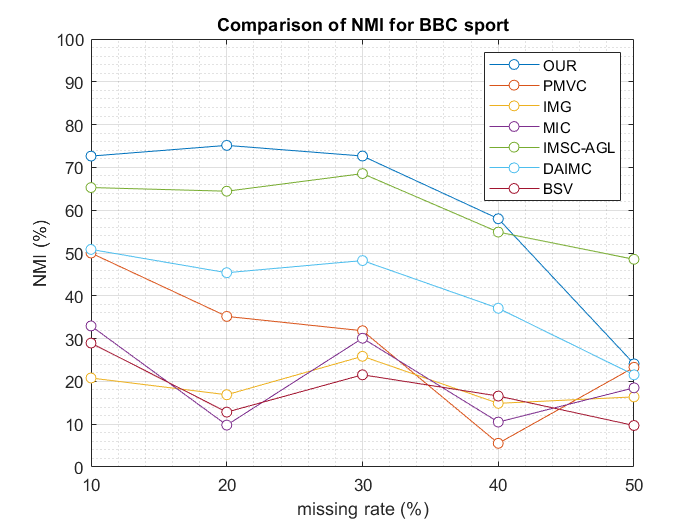 Comparison of NMI for BBC sport
100
90
80
70
60
50
40
30
20
10
0
NMI (%)
OUR
PMVC
IMG
MIC
IMSC-AGL
DAIMC
BSV
10 20 30 40 50
missing rate (%)